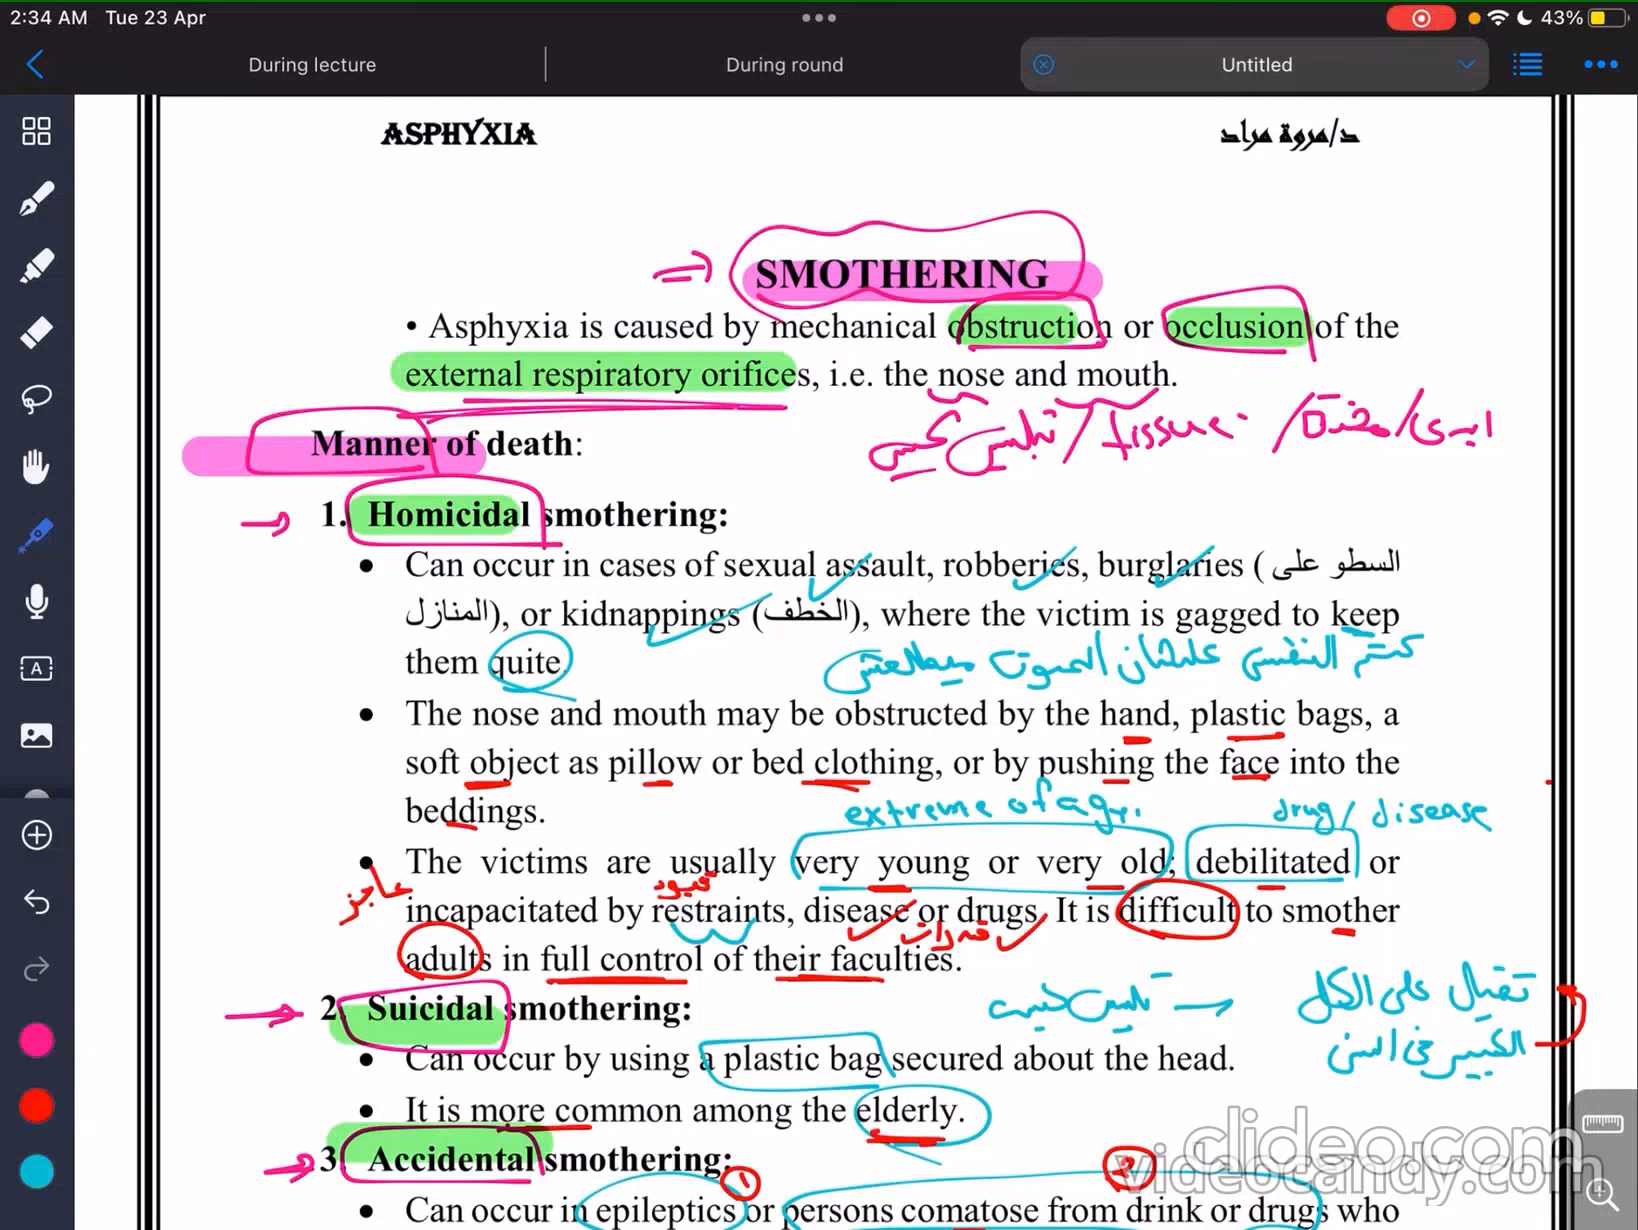 2:34 AM Tue 23 Apr
43%
During lecture
During round
Untitled
ASPHYXIA
د/مروة مراد
SMOTHERING
• Asphyxia is caused by mechanical obstruction or occlusion of the
external respiratory orifices, i.e. the nose and mouth.
ايدى/مخدة/ tissue / تلبيس كيس
Manner of death:
1. Homicidal smothering:
• Can occur in cases of sexual assault, robberies, burglaries (السطو على
المنازل), or kidnappings (الخطف), where the victim is gagged to keep
them quite
كتم النفس علشان الصوت ميطلعش
• The nose and mouth may be obstructed by the hand, plastic bags, a
soft object as pillow or bed clothing, or by pushing the face into the
beddings.
extreme of age.
drug/ disease
• The victims are usually very young or very old; debilitated or
عاجز
قيود
incapacitated by restraints, disease or drugs. It is difficult to smother
adults in full control of their faculties.
2. Suicidal smothering:
• Can occur by using a plastic bag secured about the head.
الكبير فى السن
• It is more common among the elderly.
3. Accidental smothering:
1
2
• Can occur in epileptics or persons comatose from drink or drugs who
clideo.com
videocandy.com